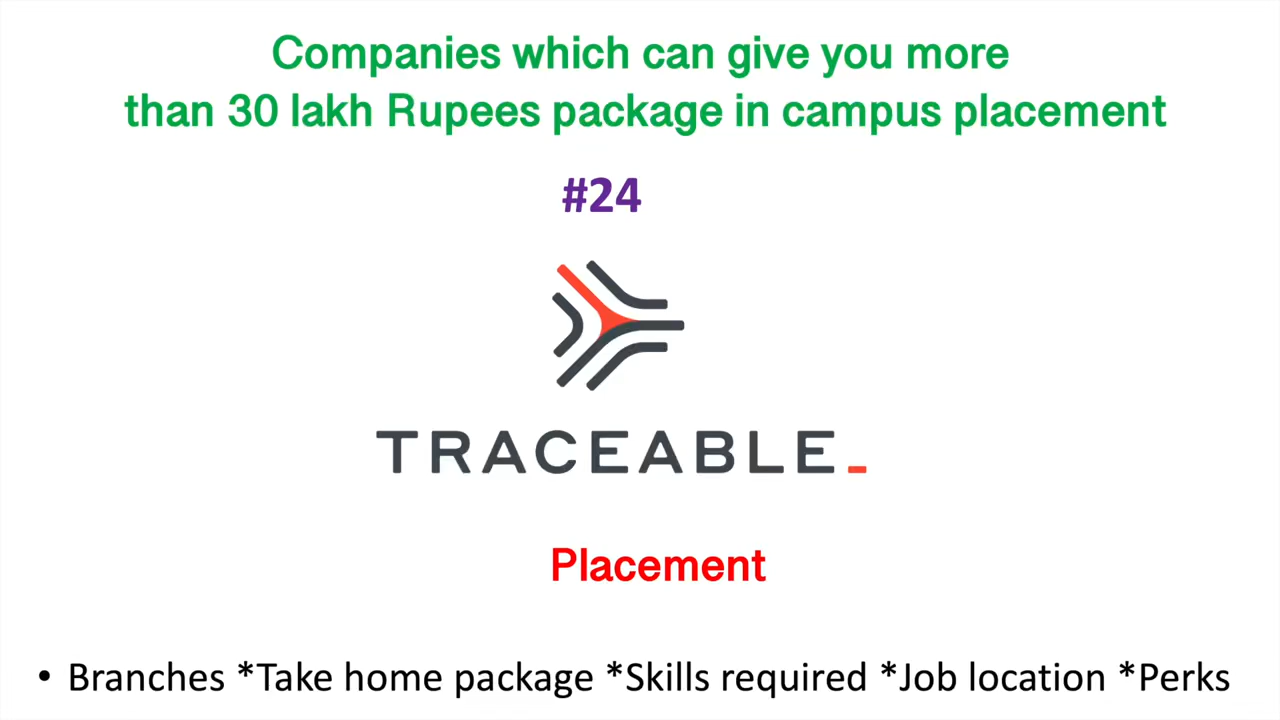 Companies which can give you more
than 30 lakh Rupees package in campus placement
#24
TRACEABLE_
Placement
• Branches *Take home package *Skills required *Job location *Perks